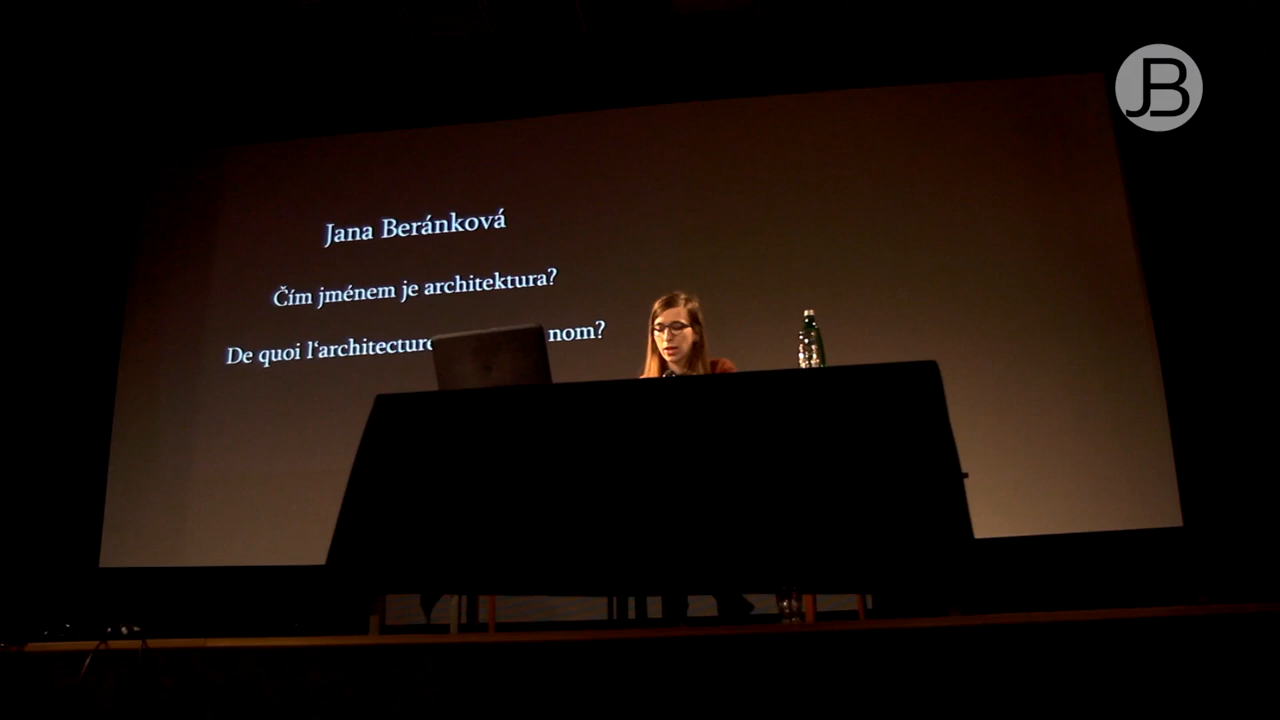 JB
Jana Beránková
Čím jménem je architektura?
De quoi l‘architecture nom?